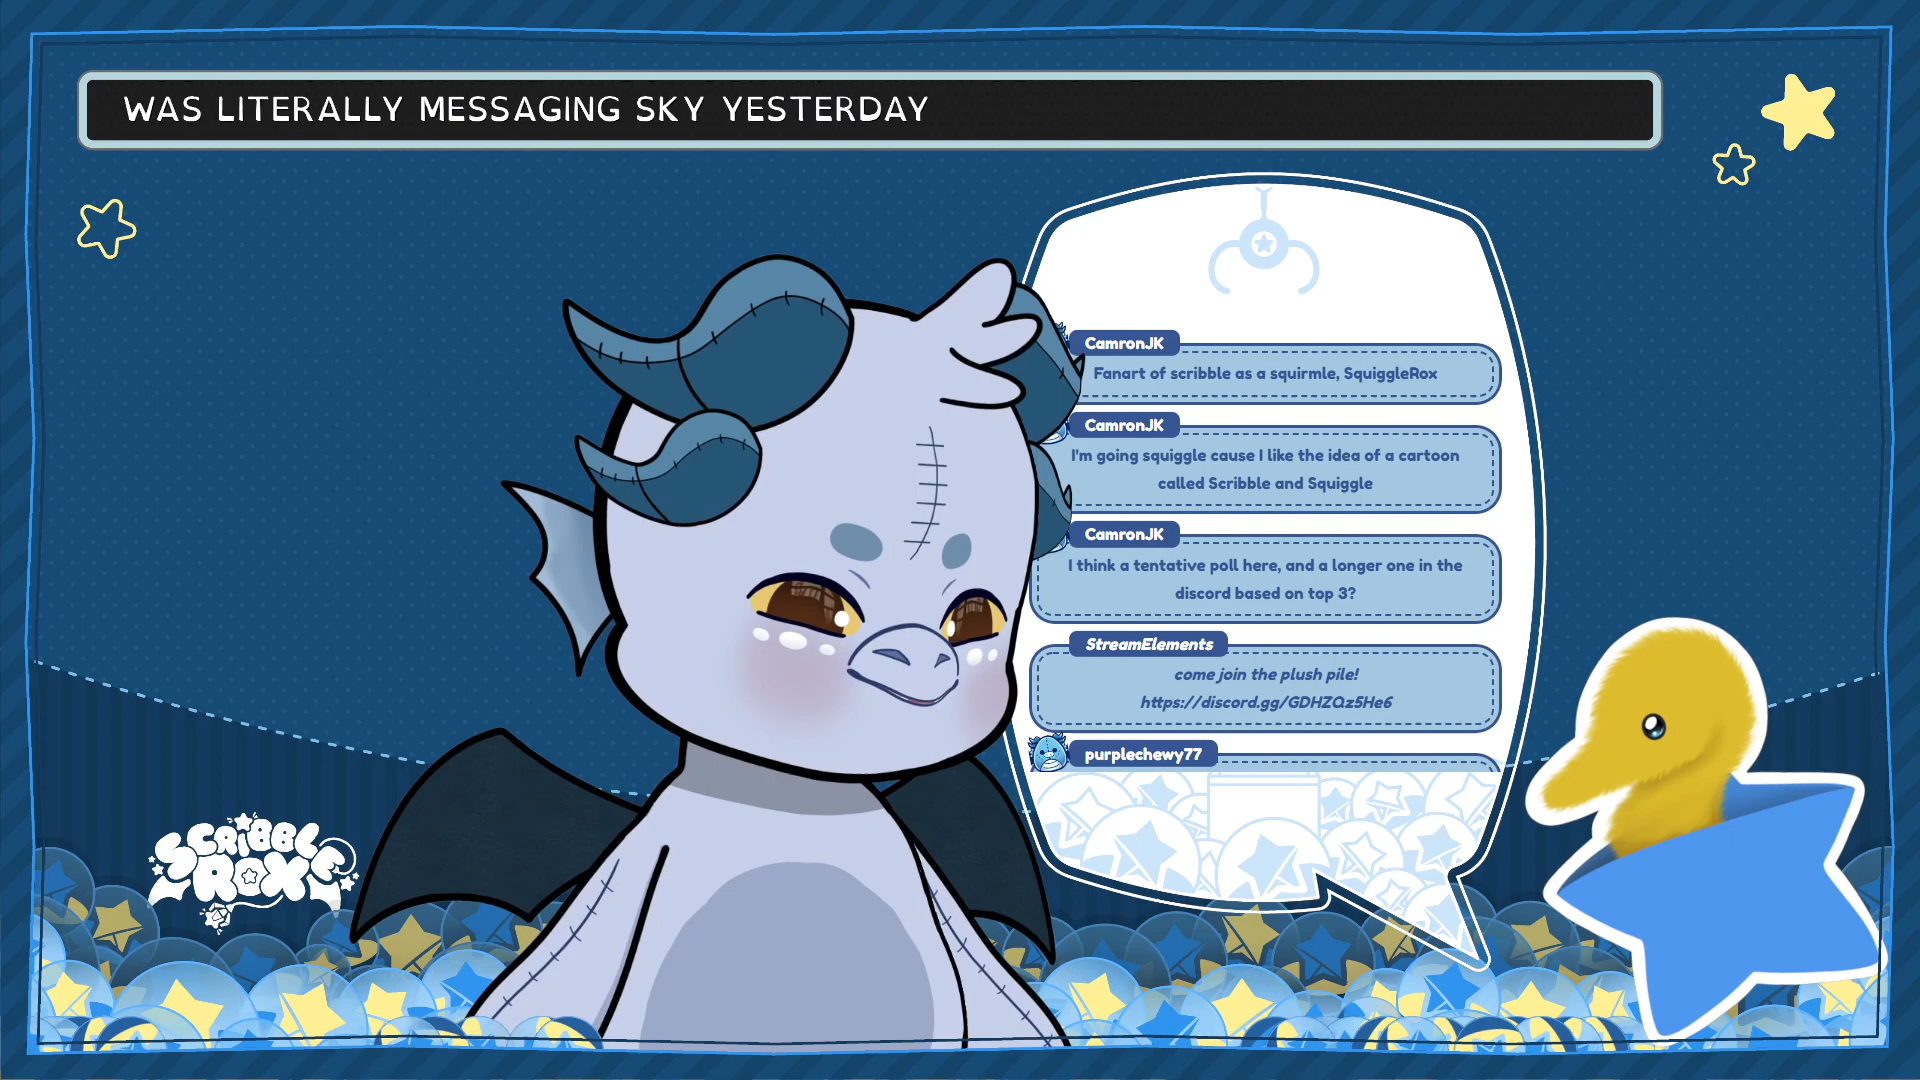 WAS LITERALLY MESSAGING SKY YESTERDAY
CamronJK
Fanart of scribble as a squirmle, SquiggleRox
CamronJK
I'm going squiggle cause I like the idea of a cartoon
called Scribble and Squiggle
CamronJK
I think a tentative poll here, and a longer one in the
discord based on top 3?
StreamElements
come join the plush pile!
https://discord.gg/GDHZQz5He6
purplechewy77
SCRIBBLE
ROX